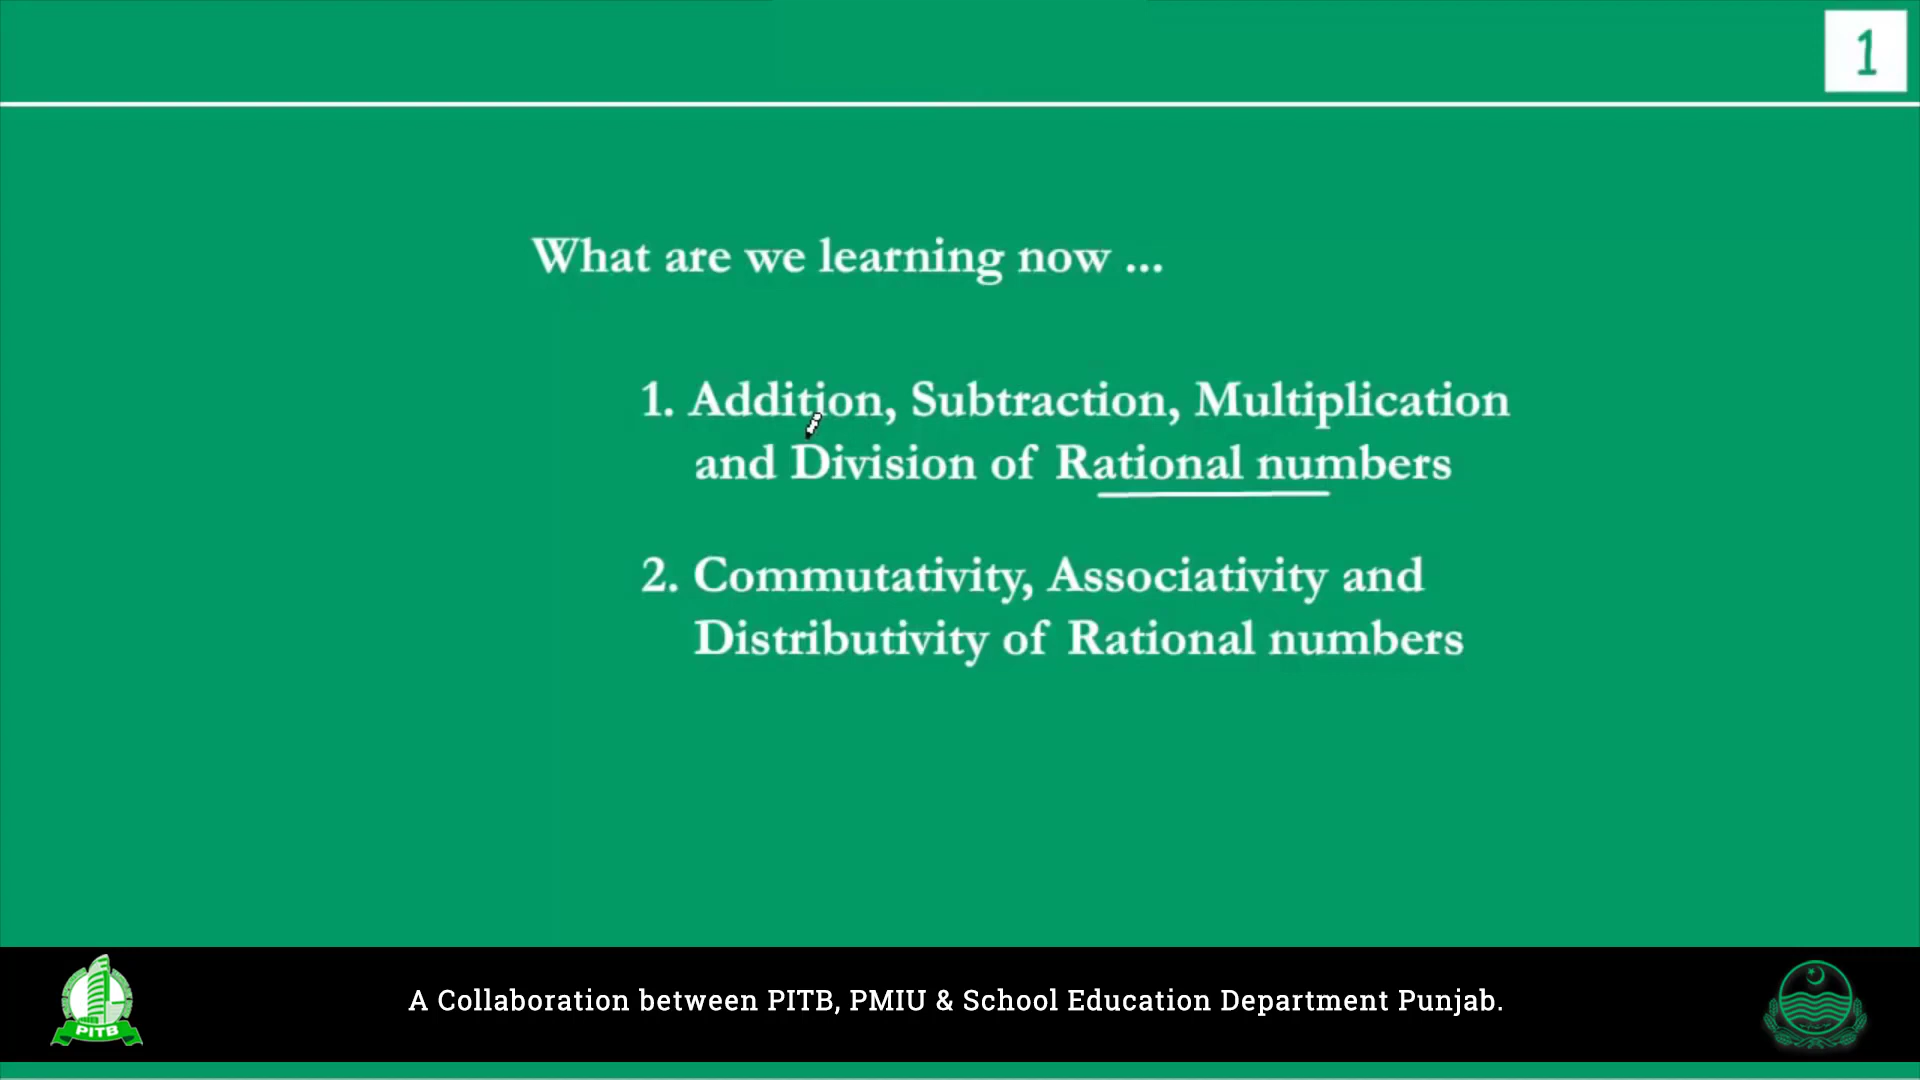 1
What are we learning now ...
1. Addition, Subtraction, Multiplication
and Division of Rational numbers
2. Commutativity, Associativity and
Distributivity of Rational numbers
PITB
A Collaboration between PITB, PMIU & School Education Department Punjab.